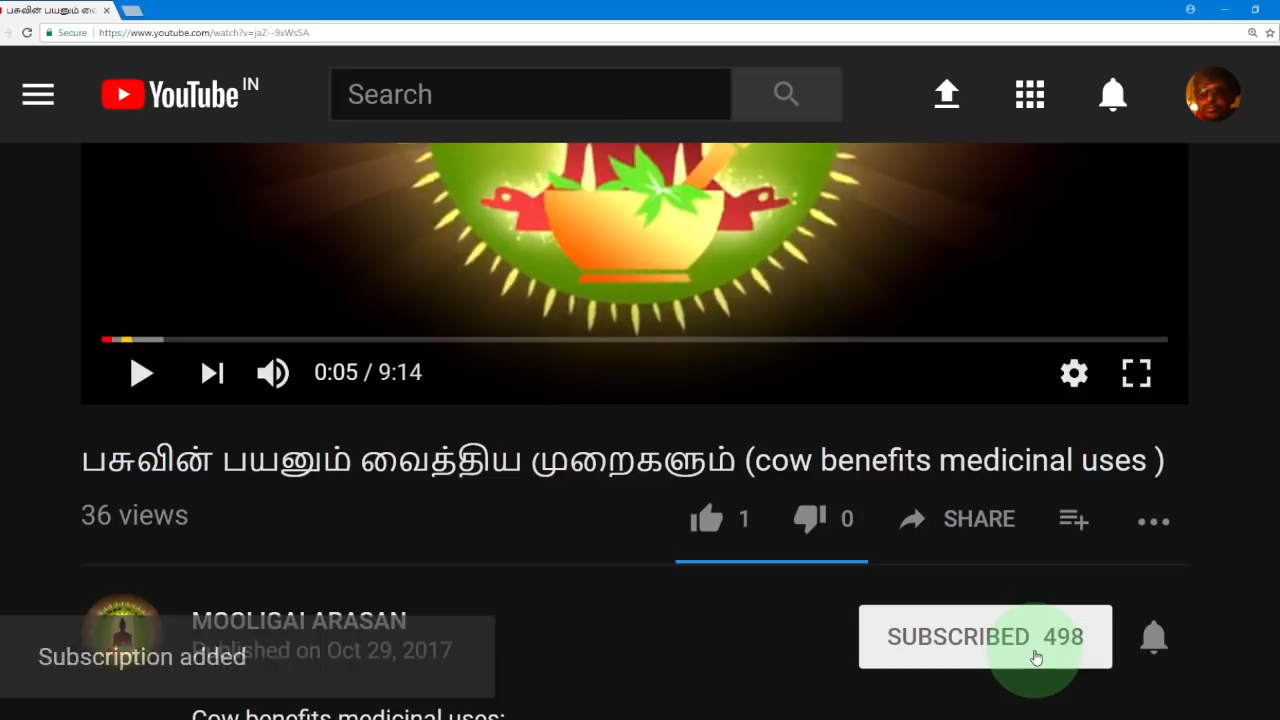 பசுவின் பயனும் வை
Secure https://www.youtube.com/watch?v=jaZ--9xWsSA
YouTube IN
Search
0:05 / 9:14
பசுவின் பயனும் வைத்திய முறைகளும் (cow benefits medicinal uses )
36 views
1 0 SHARE
MOOLIGAI ARASAN
SUBSCRIBED 498
Published on Oct 29, 2017
Subscription added
Cow benefits medicinal uses: